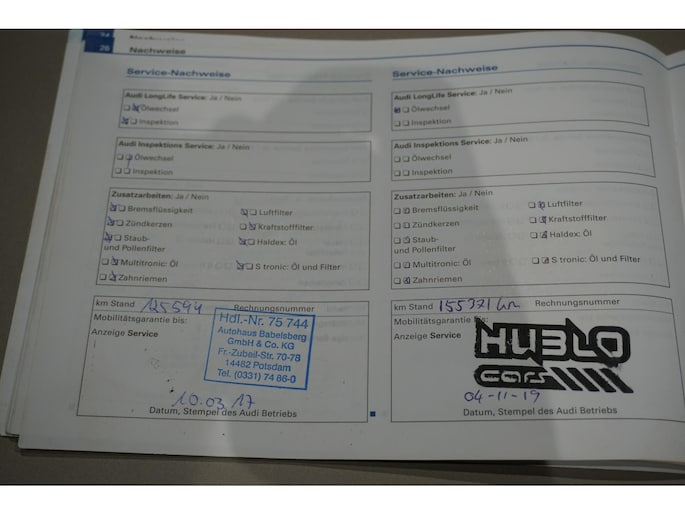 26 Nachweise
Service-Nachweise
Audi LongLife Service: Ja / Nein
Ölwechsel
Inspektion
Audi Inspektions Service: Ja / Nein
Ölwechsel
Inspektion
Zusatzarbeiten: Ja / Nein
Bremsflüssigkeit Luftfilter
Zündkerzen Kraftstofffilter
Staub- Haldex: Öl
und Pollenfilter
Multitronic: Öl S tronic: Öl und Filter
Zahnriemen
km Stand 125594 Rechnungsnummer
Mobilitätsgarantie bis:
Anzeige Service
Hdl.-Nr. 75 744
Autohaus Babelsberg
GmbH & Co. KG
Fr.-Zubeil-Str. 70-78
14482 Potsdam
Tel. (0331) 74 86-0
10.03.17
Datum, Stempel des Audi Betriebs
Service-Nachweise
Audi LongLife Service: Ja / Nein
Ölwechsel
Inspektion
Audi Inspektions Service: Ja / Nein
Ölwechsel
Inspektion
Zusatzarbeiten: Ja / Nein
Bremsflüssigkeit Luftfilter
Zündkerzen Kraftstofffilter
Staub- Haldex: Öl
und Pollenfilter
Multitronic: Öl S tronic: Öl und Filter
Zahnriemen
km Stand 155371 km Rechnungsnummer
Mobilitätsgarantie bis:
Anzeige Service
HUBLO
cars
04-11-19
Datum, Stempel des Audi Betriebs